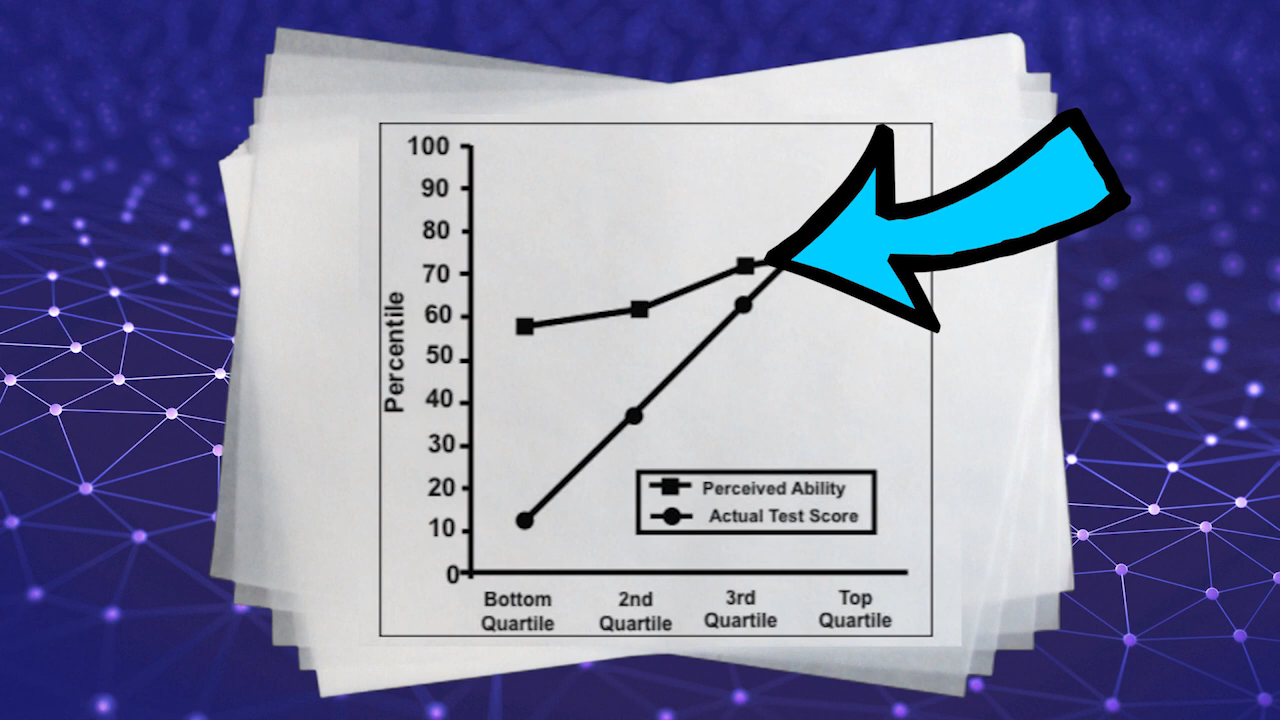 100
90
80
70
60
50
40
30
20
10
0
Percentile
Perceived Ability
Actual Test Score
Bottom Quartile
2nd Quartile
3rd Quartile
Top Quartile